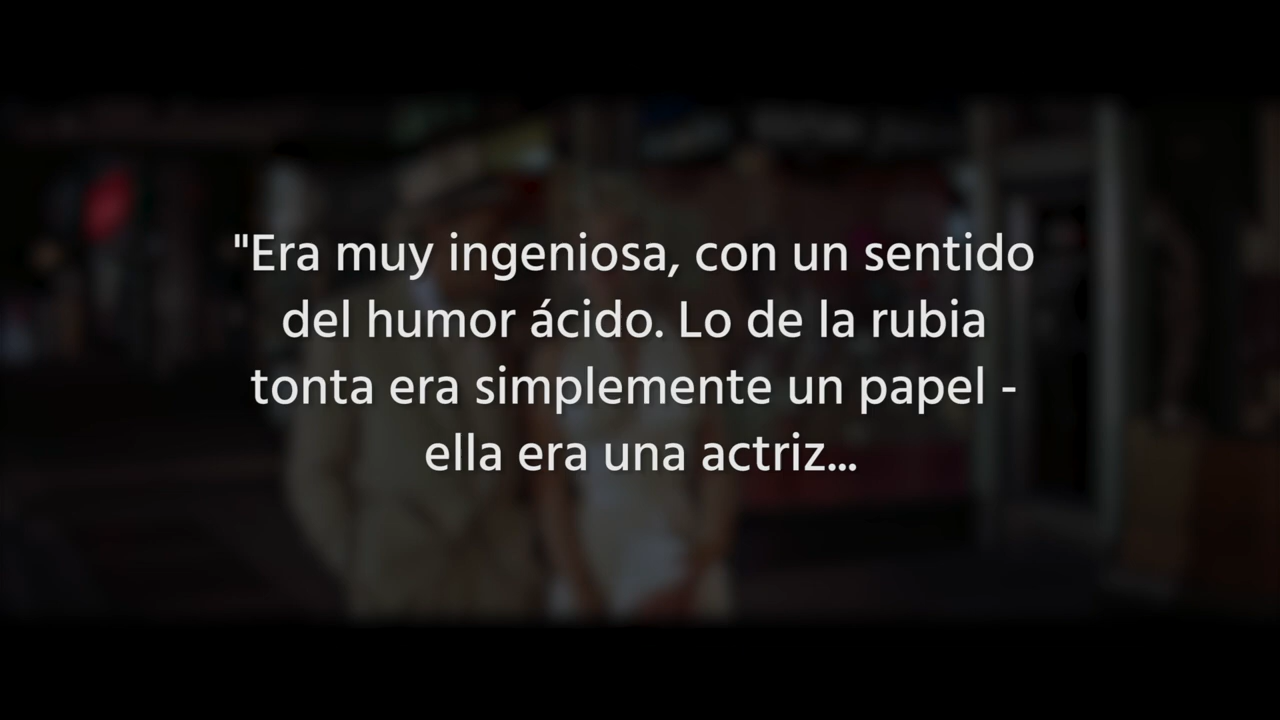 "Era muy ingeniosa, con un sentido
del humor ácido. Lo de la rubia
tonta era simplemente un papel -
ella era una actriz...